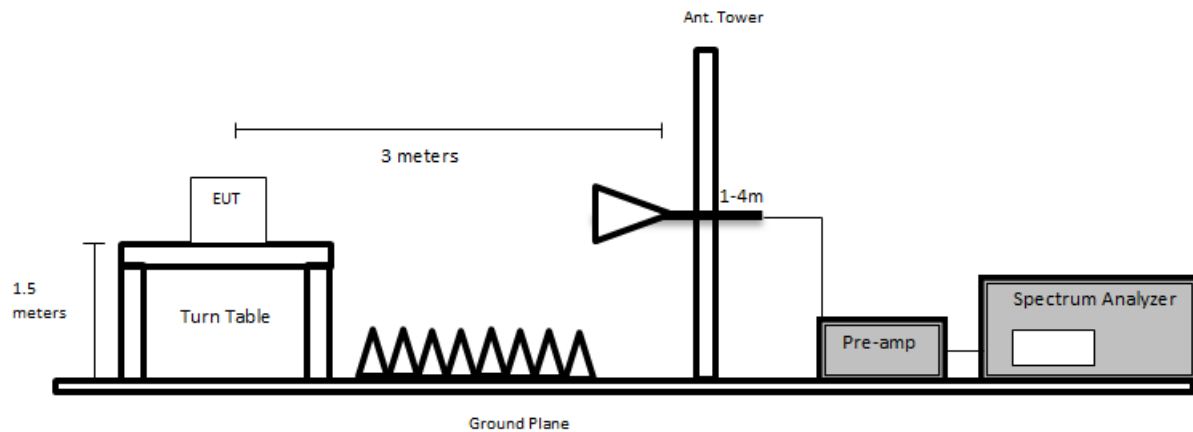 Ant. Tower
3 meters
EUT
1-4m
1.5
meters
Turn Table
Spectrum Analyzer
Pre-amp
Ground Plane